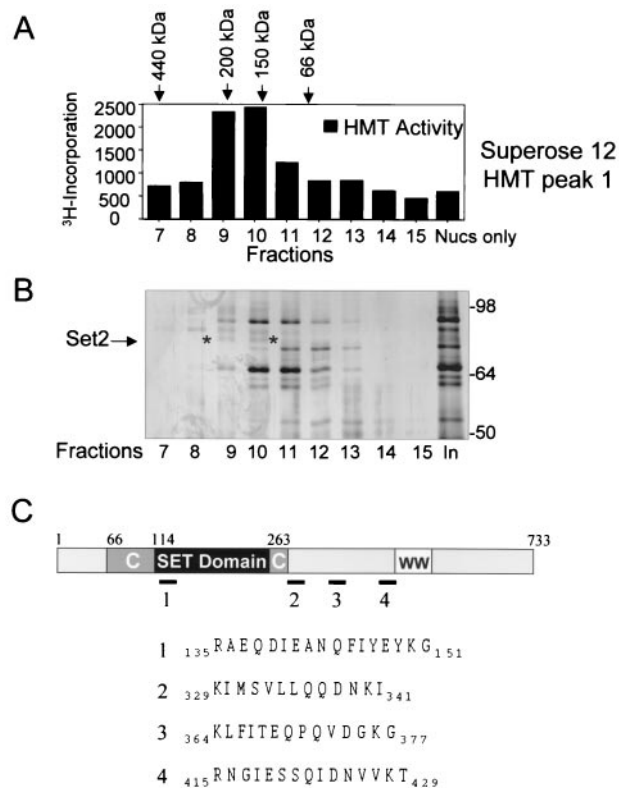 A
440 kDa
200 kDa
150 kDa
66 kDa
2500
2000
1500
1000
500
0
³H-Incorporation
HMT Activity
Superose 12
HMT peak 1
7 8 9 10 11 12 13 14 15 Nucs only
Fractions
B
Set2
*
*
-98
-64
-50
Fractions 7 8 9 10 11 12 13 14 15 In
C
1 66 114 263 733
C SET Domain C WW
1 2 3 4
1 135RAEQDIEANQFIYEYKG151
2 329KIMSVLLQQDNKI341
3 364KLFITEQPQVDGKG377
4 415RNGIESSQIDNVVKT429